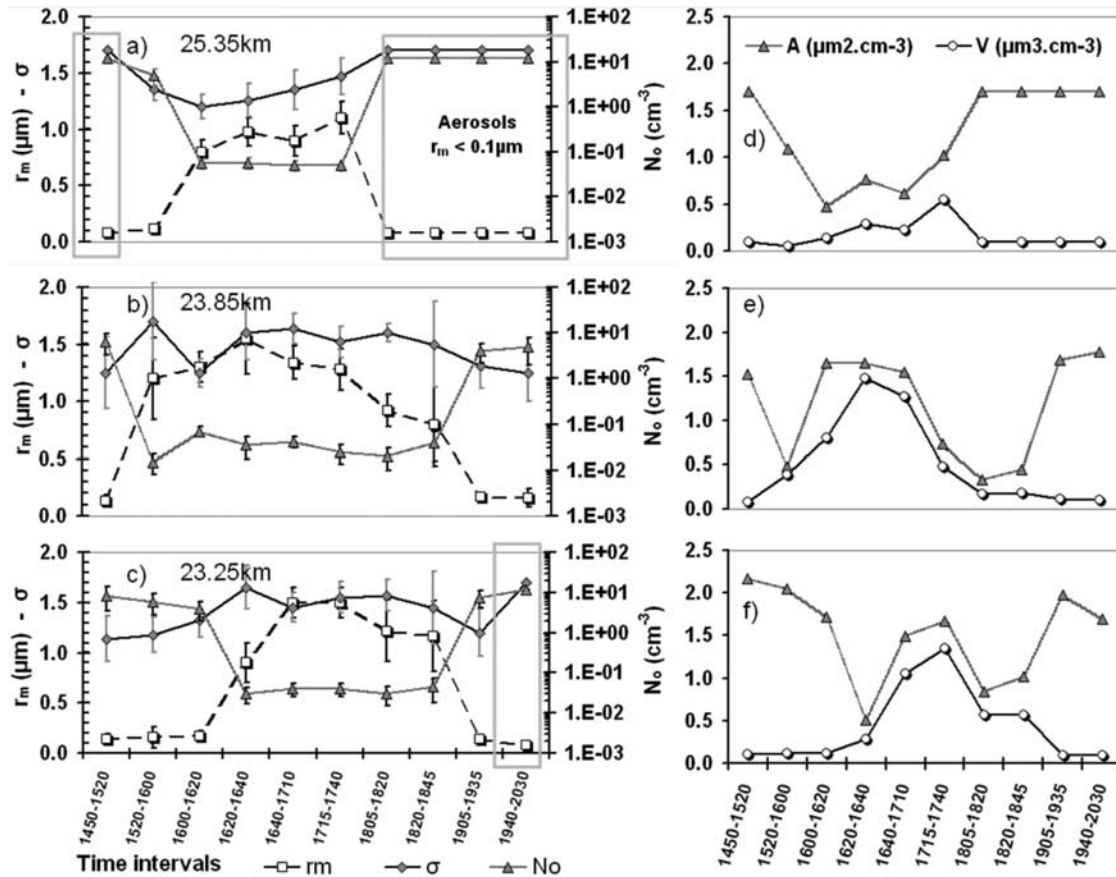 a) 25.35km
2.0
1.5
1.0
0.5
0.0
rm (µm) - σ
1.E+02
1.E+01
1.E+00
1.E-01
1.E-02
1.E-03
No (cm-3)
Aerosols
rm < 0.1µm
b) 23.85km
2.0
1.5
1.0
0.5
0.0
rm (µm) - σ
1.E+02
1.E+01
1.E+00
1.E-01
1.E-02
1.E-03
No (cm-3)
c) 23.25km
2.0
1.5
1.0
0.5
0.0
rm (µm) - σ
1.E+02
1.E+01
1.E+00
1.E-01
1.E-02
1.E-03
No (cm-3)
1450-1520
1520-1600
1600-1620
1620-1640
1640-1710
1715-1740
1805-1820
1820-1845
1905-1935
1940-2030
Time intervals rm σ No
A (µm2.cm-3) V (µm3.cm-3)
d)
2.5
2.0
1.5
1.0
0.5
0.0
e)
2.5
2.0
1.5
1.0
0.5
0.0
f)
2.5
2.0
1.5
1.0
0.5
0.0
1450-1520
1520-1600
1600-1620
1620-1640
1640-1710
1715-1740
1805-1820
1820-1845
1905-1935
1940-2030